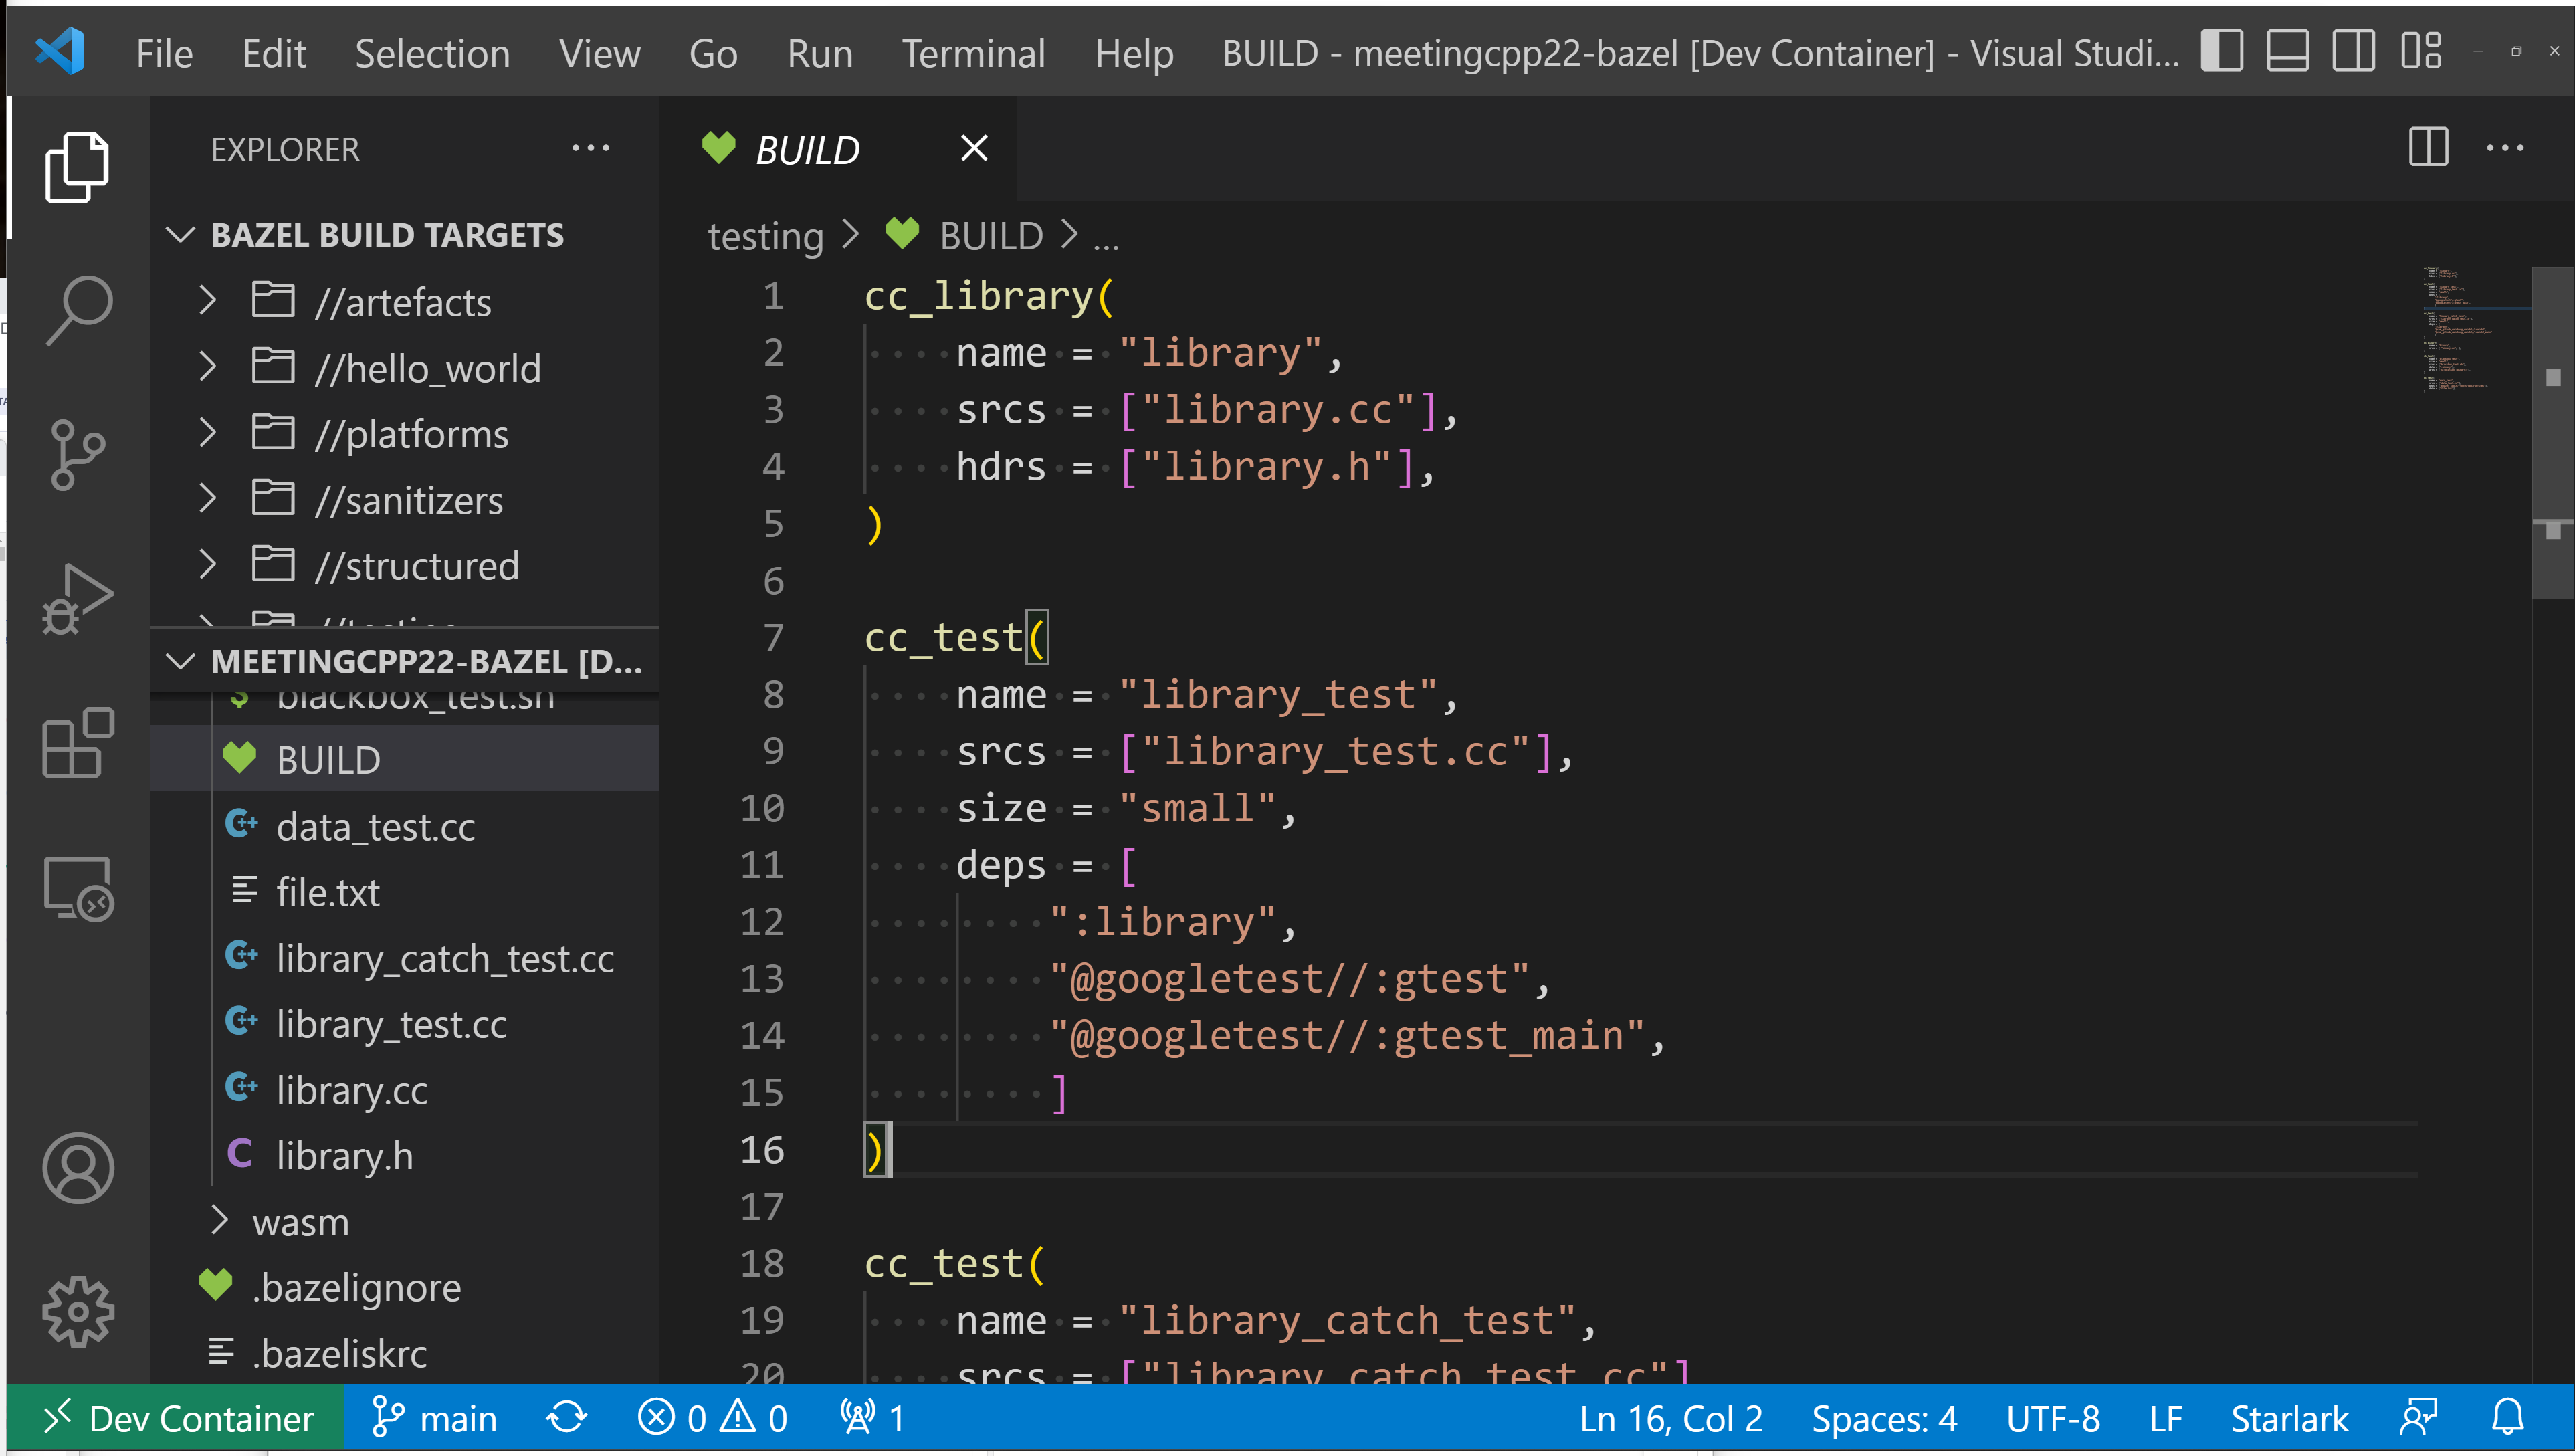 File Edit Selection View Go Run Terminal Help BUILD - meetingcpp22-bazel [Dev Container] - Visual Studi...
EXPLORER
BAZEL BUILD TARGETS
//artefacts
//hello_world
//platforms
//sanitizers
//structured
//testing
MEETINGCPP22-BAZEL [D...
blackbox_test.sh
BUILD
data_test.cc
file.txt
library_catch_test.cc
library_test.cc
library.cc
library.h
wasm
.bazelignore
.bazeliskrc
BUILD
testing > BUILD > ...
1 cc_library(
2 name = "library",
3 srcs = ["library.cc"],
4 hdrs = ["library.h"],
5 )
6
7 cc_test(
8 name = "library_test",
9 srcs = ["library_test.cc"],
10 size = "small",
11 deps = [
12 ":library",
13 "@googletest//:gtest",
14 "@googletest//:gtest_main",
15 ]
16 )
17
18 cc_test(
19 name = "library_catch_test",
20 srcs = ["library_catch_test.cc"]
Dev Container main 0 0 1 Ln 16, Col 2 Spaces: 4 UTF-8 LF Starlark